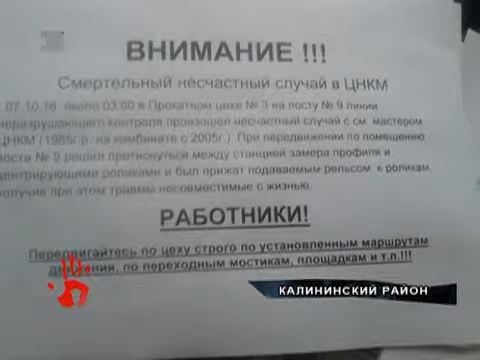 ВНИМАНИЕ !!!
Смертельный несчастный случай в ЦНКМ
07.10.16 около 03.00 в Прокатном цехе № 3 на посту № 9 линии
неразрушающего контроля произошел несчастный случай с см. мастером
ЦНКМ (1985гр. на комбинате с 2005г.). При передвижении по помещению
поста № 9 решил протиснуться между станцией замера профиля и
центрирующими роликами и был прижат подаваемым рельсом к роликам,
получив при этом травмы несовместимые с жизнью.
РАБОТНИКИ!
Передвигайтесь по цеху строго по установленным маршрутам
движения, по переходным мостикам, площадкам и т.п.!!!
КАЛИНИНСКИЙ РАЙОН